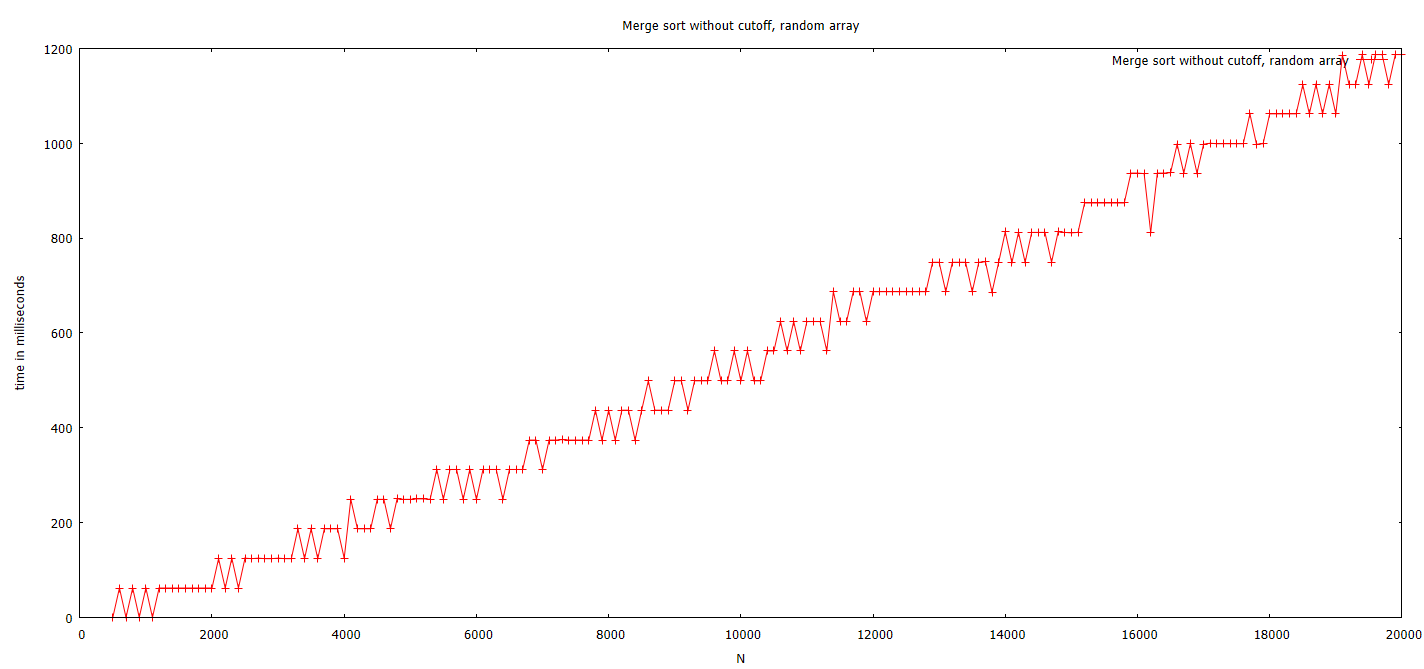 Merge sort without cutoff, random array
1200
Merge sort without cutoff, random array
1000
800
600
400
200
0
time in milliseconds
0 2000 4000 6000 8000 10000 12000 14000 16000 18000 20000
N